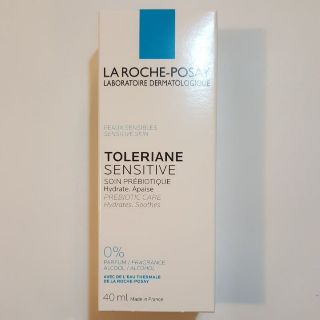 LA ROCHE-POSAY
LABORATOIRE DERMATOLOGIQUE
PEAUX SENSIBLES
SENSITIVE SKIN
TOLERIANE
SENSITIVE
SOIN PRÉBIOTIQUE
Hydrate, Apaise
PREBIOTIC CARE
Hydrates, Soothes
0%
PARFUM / FRAGRANCE
ALCOOL / ALCOHOL
AVEC DE L'EAU THERMALE
DE LA ROCHE-POSAY
40 ml Made in France